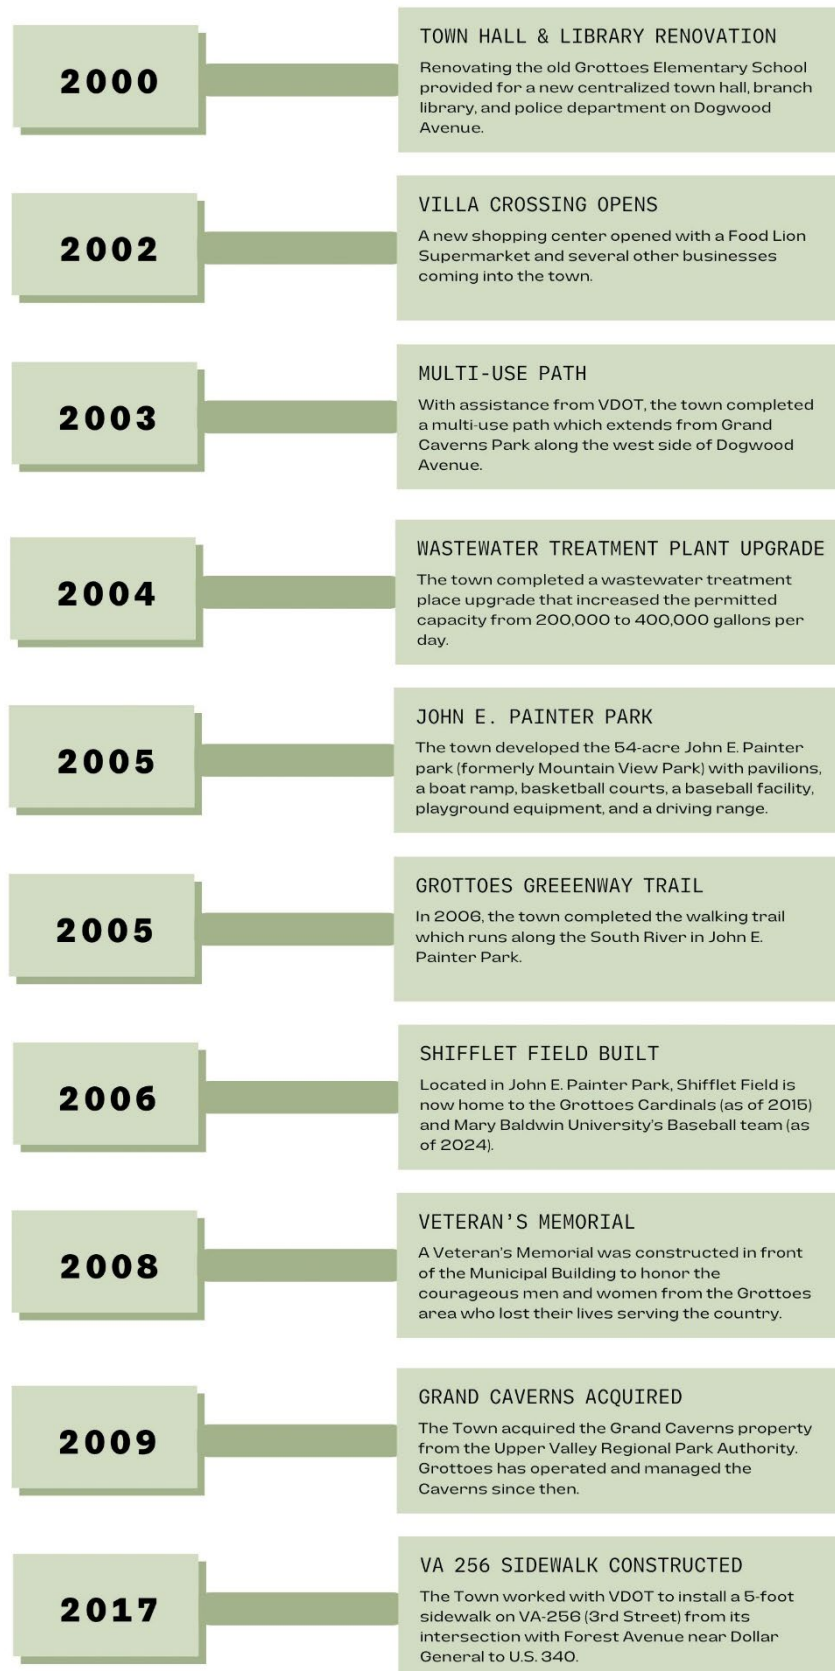 2000
TOWN HALL & LIBRARY RENOVATION
Renovating the old Grottoes Elementary School
provided for a new centralized town hall, branch
library, and police department on Dogwood
Avenue.
2002
VILLA CROSSING OPENS
A new shopping center opened with a Food Lion
Supermarket and several other businesses
coming into the town.
2003
MULTI-USE PATH
With assistance from VDOT, the town completed
a multi-use path which extends from Grand
Caverns Park along the west side of Dogwood
Avenue.
2004
WASTEWATER TREATMENT PLANT UPGRADE
The town completed a wastewater treatment
place upgrade that increased the permitted
capacity from 200,000 to 400,000 gallons per
day.
2005
JOHN E. PAINTER PARK
The town developed the 54-acre John E. Painter
park (formerly Mountain View Park) with pavilions,
a boat ramp, basketball courts, a baseball facility,
playground equipment, and a driving range.
2005
GROTTOES GREEENWAY TRAIL
In 2006, the town completed the walking trail
which runs along the South River in John E.
Painter Park.
2006
SHIFFLET FIELD BUILT
Located in John E. Painter Park, Shifflet Field is
now home to the Grottoes Cardinals (as of 2015)
and Mary Baldwin University's Baseball team (as
of 2024).
2008
VETERAN'S MEMORIAL
A Veteran's Memorial was constructed in front
of the Municipal Building to honor the
courageous men and women from the Grottoes
area who lost their lives serving the country.
2009
GRAND CAVERNS ACQUIRED
The Town acquired the Grand Caverns property
from the Upper Valley Regional Park Authority.
Grottoes has operated and managed the
Caverns since then.
2017
VA 256 SIDEWALK CONSTRUCTED
The Town worked with VDOT to install a 5-foot
sidewalk on VA-256 (3rd Street) from its
intersection with Forest Avenue near Dollar
General to U.S. 340.